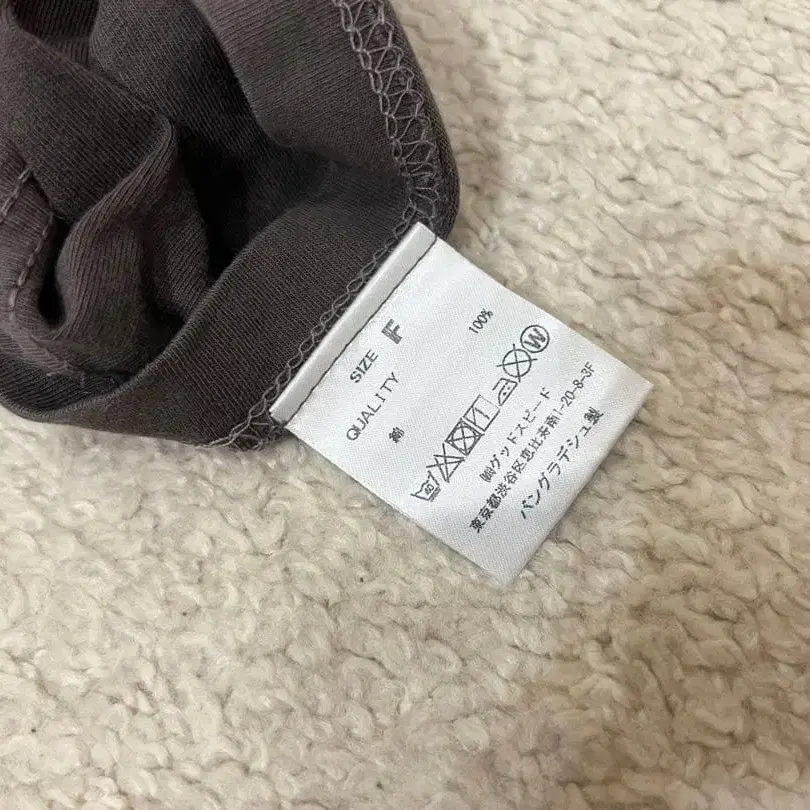 SIZE F
QUALITY
綿 100%
40
W
㈱グッドスピード
東京都渋谷区恵比寿南1-20-8-3F
バングラデシュ製